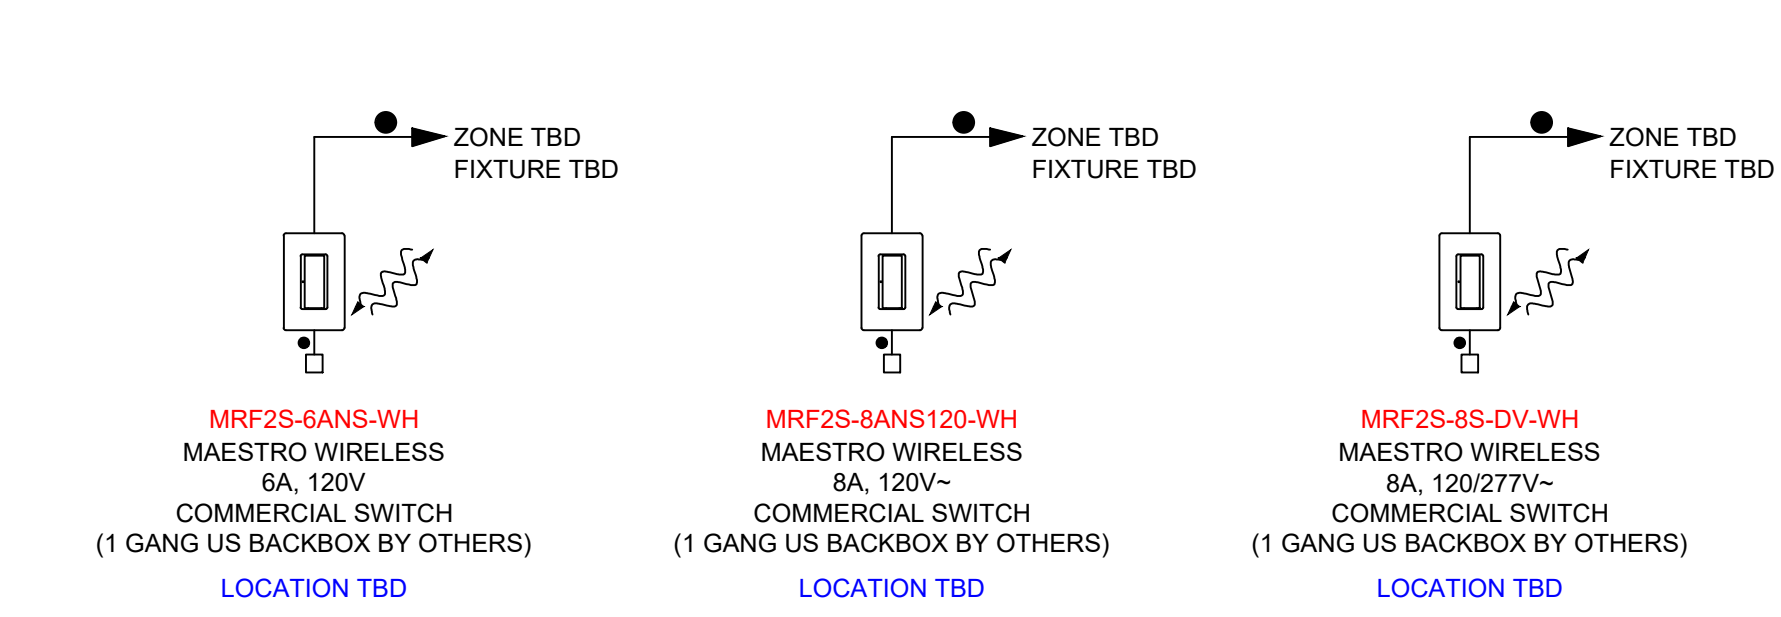 ZONE TBD
FIXTURE TBD
MRF2S-6ANS-WH
MAESTRO WIRELESS
6A, 120V
COMMERCIAL SWITCH
(1 GANG US BACKBOX BY OTHERS)
LOCATION TBD
ZONE TBD
FIXTURE TBD
MRF2S-8ANS120-WH
MAESTRO WIRELESS
8A, 120V~
COMMERCIAL SWITCH
(1 GANG US BACKBOX BY OTHERS)
LOCATION TBD
ZONE TBD
FIXTURE TBD
MRF2S-8S-DV-WH
MAESTRO WIRELESS
8A, 120/277V~
COMMERCIAL SWITCH
(1 GANG US BACKBOX BY OTHERS)
LOCATION TBD